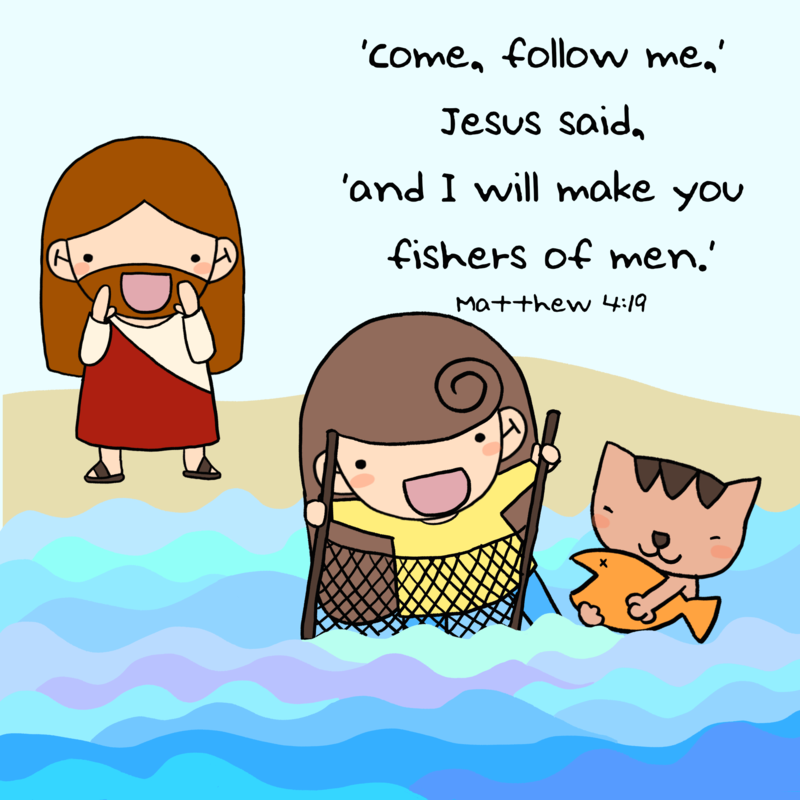 'come, follow me,'
Jesus said,
'and I will make you
fishers of men.'
Matthew 4:19